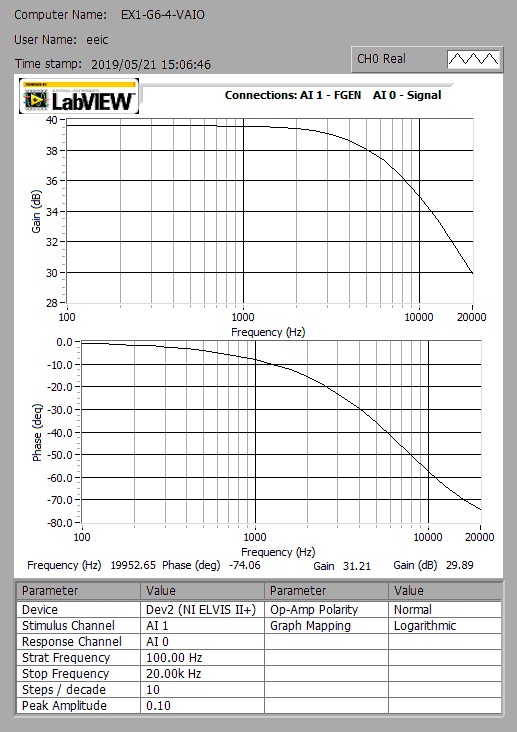 Computer Name: EX1-G6-4-VAIO
User Name: eeic
Time stamp: 2019/05/21 15:06:46
CH0 Real
LabVIEW™
Connections: AI 1 - FGEN AI 0 - Signal
Gain (dB)
40
38
36
34
32
30
28
100 1000 10000 20000
Frequency (Hz)
Phase (deg)
0.0
-10.0
-20.0
-30.0
-40.0
-50.0
-60.0
-70.0
-80.0
100 1000 10000 20000
Frequency (Hz)
Frequency (Hz) 19952.65 Phase (deg) -74.06 Gain 31.21 Gain (dB) 29.89
Parameter Value Parameter Value
Device Dev2 (NI ELVIS II+) Op-Amp Polarity Normal
Stimulus Channel AI 1 Graph Mapping Logarithmic
Response Channel AI 0
Strat Frequency 100.00 Hz
Stop Frequency 20.00k Hz
Steps / decade 10
Peak Amplitude 0.10